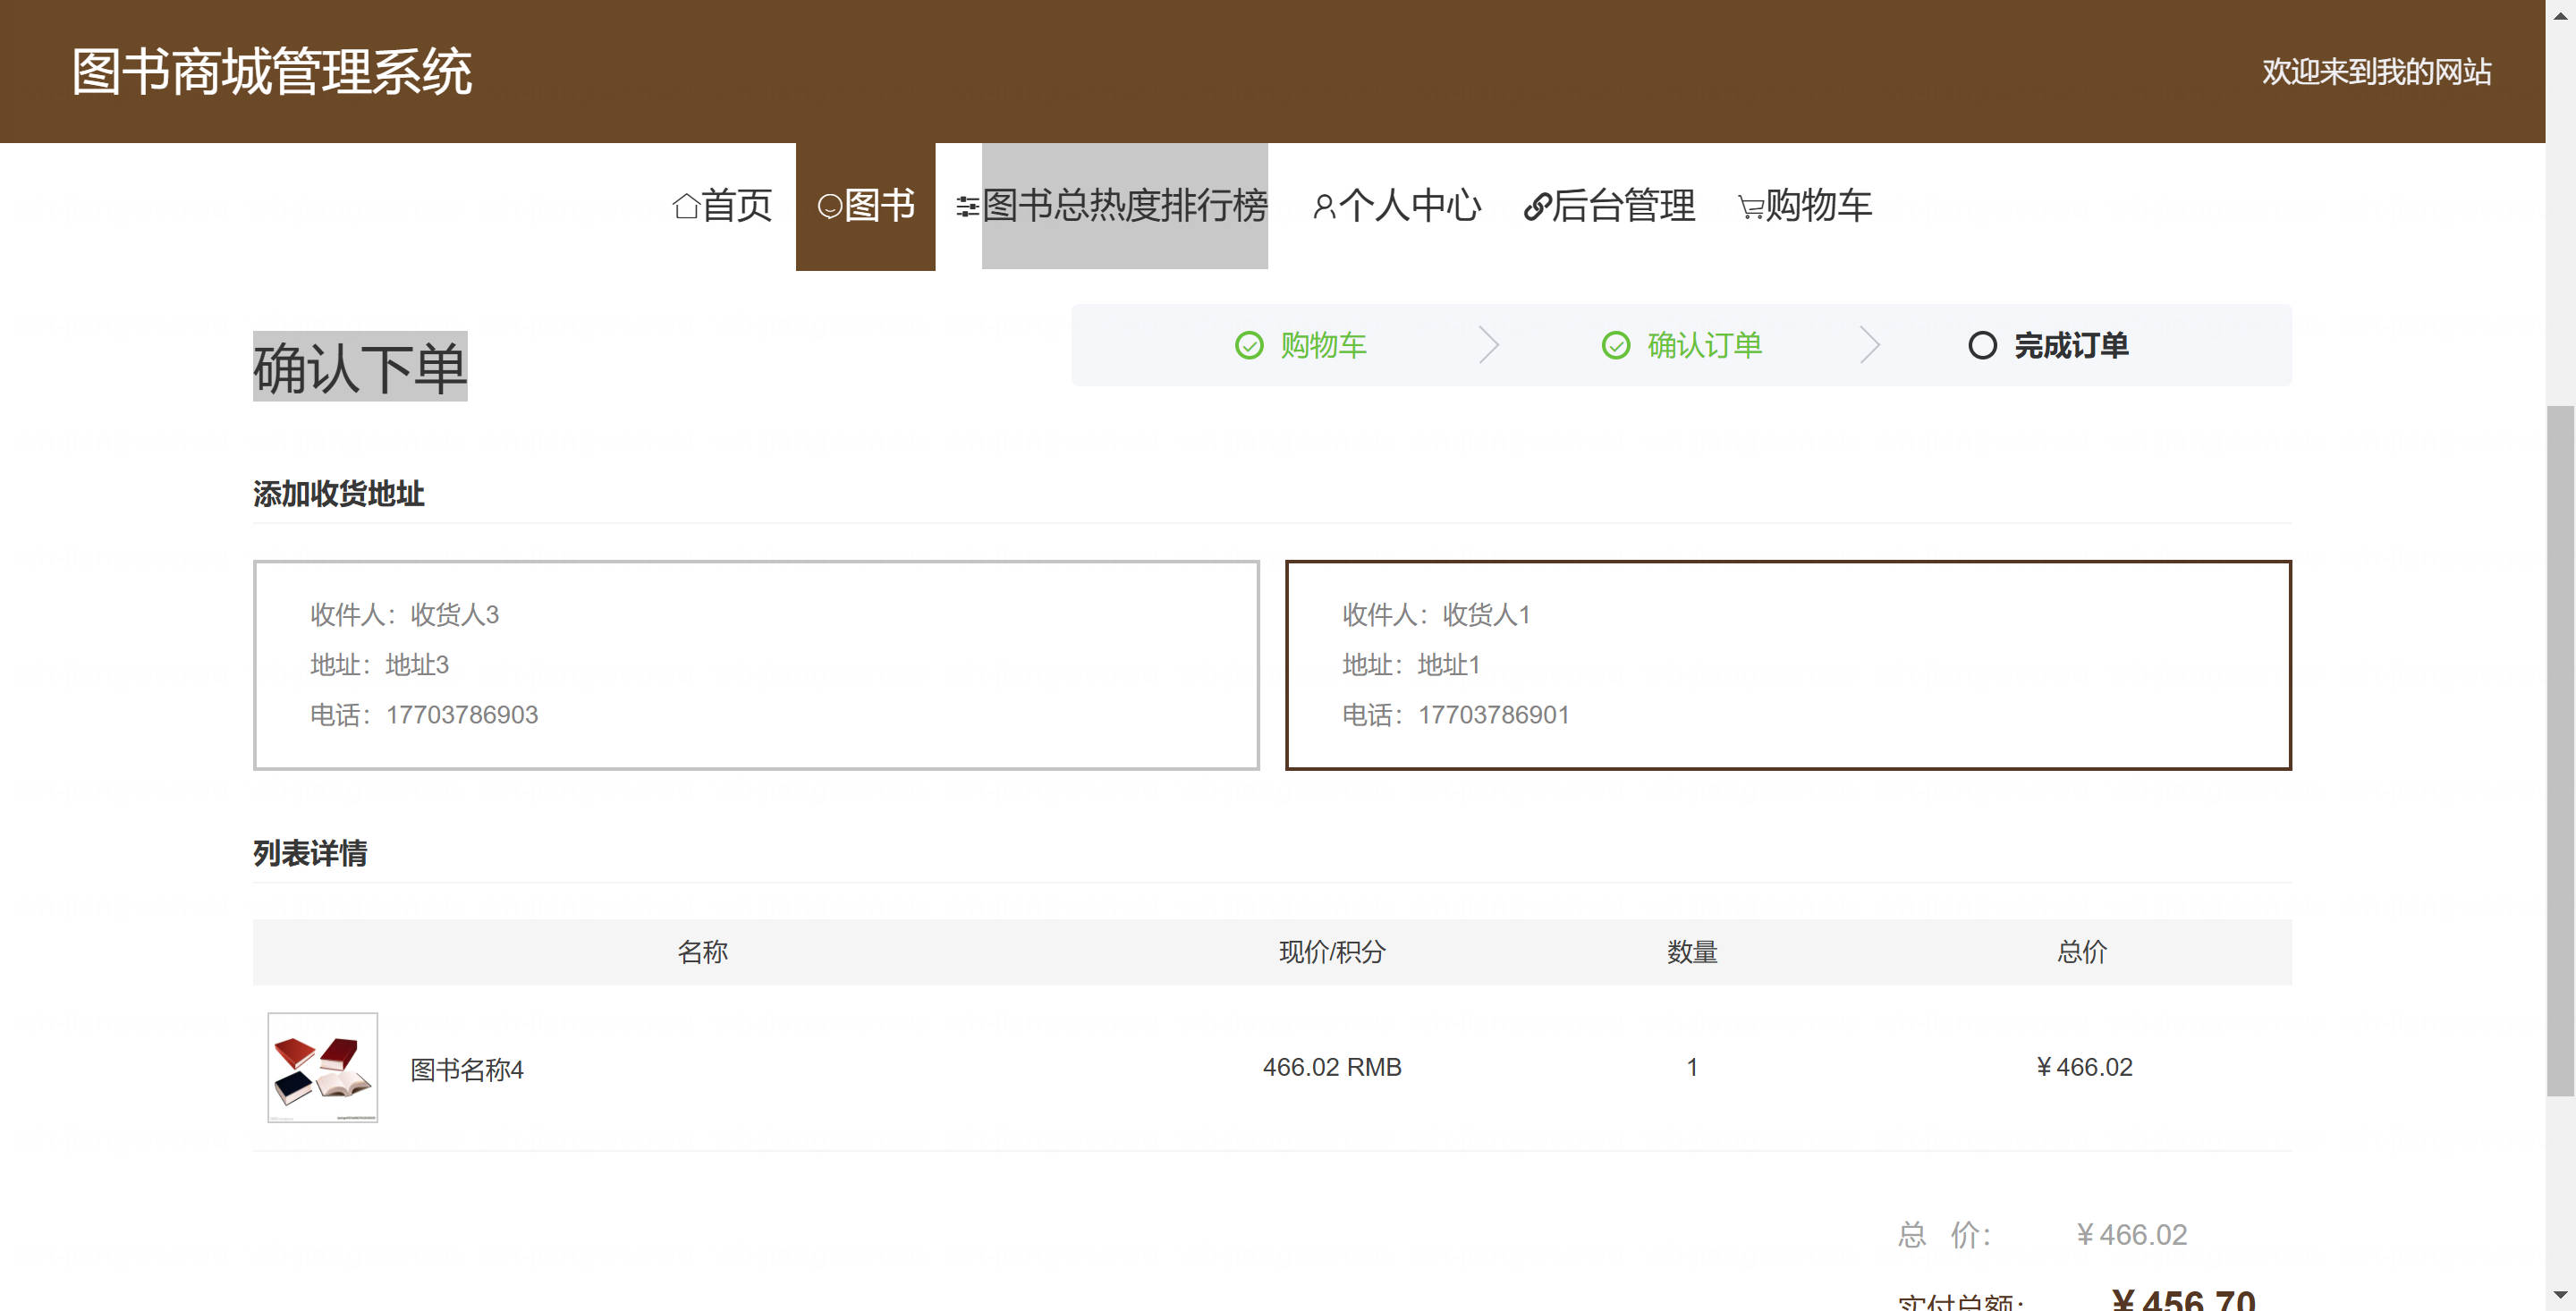 图书商城管理系统
欢迎来到我的网站
首页 图书 图书总热度排行榜 个人中心 后台管理 购物车
确认下单
购物车 确认订单 完成订单
添加收货地址
收件人：收货人3
地址：地址3
电话：17703786903
收件人：收货人1
地址：地址1
电话：17703786901
列表详情
名称 现价/积分 数量 总价
图书名称4 466.02 RMB 1 ￥466.02
总 价： ￥466.02
实付总额： ￥456.70